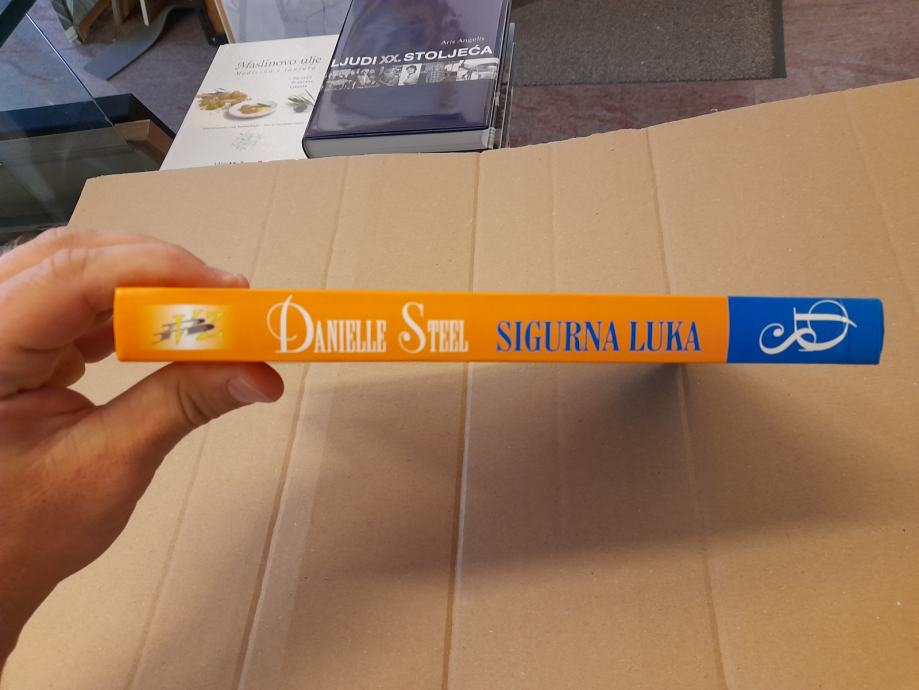 Maslinovo ulje
Aris Angelis
LJUDI XX. STOLJEĆA
DANIELLE STEEL SIGURNA LUKA